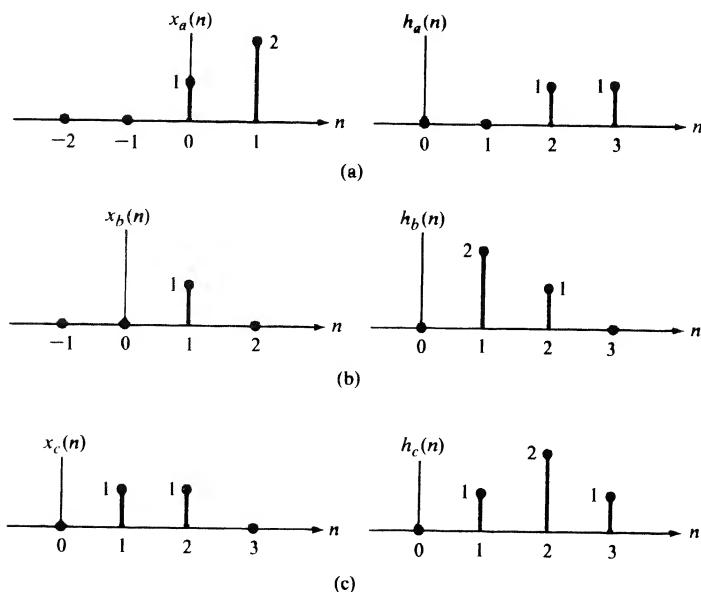 x_a(n)
h_a(n)
2
1
1
1
n
n
−2 −1 0 1
0 1 2 3
(a)
x_b(n)
h_b(n)
2
1
1
n
n
−1 0 1 2
0 1 2 3
(b)
x_c(n)
h_c(n)
2
1
1
1
1
n
n
0 1 2 3
0 1 2 3
(c)